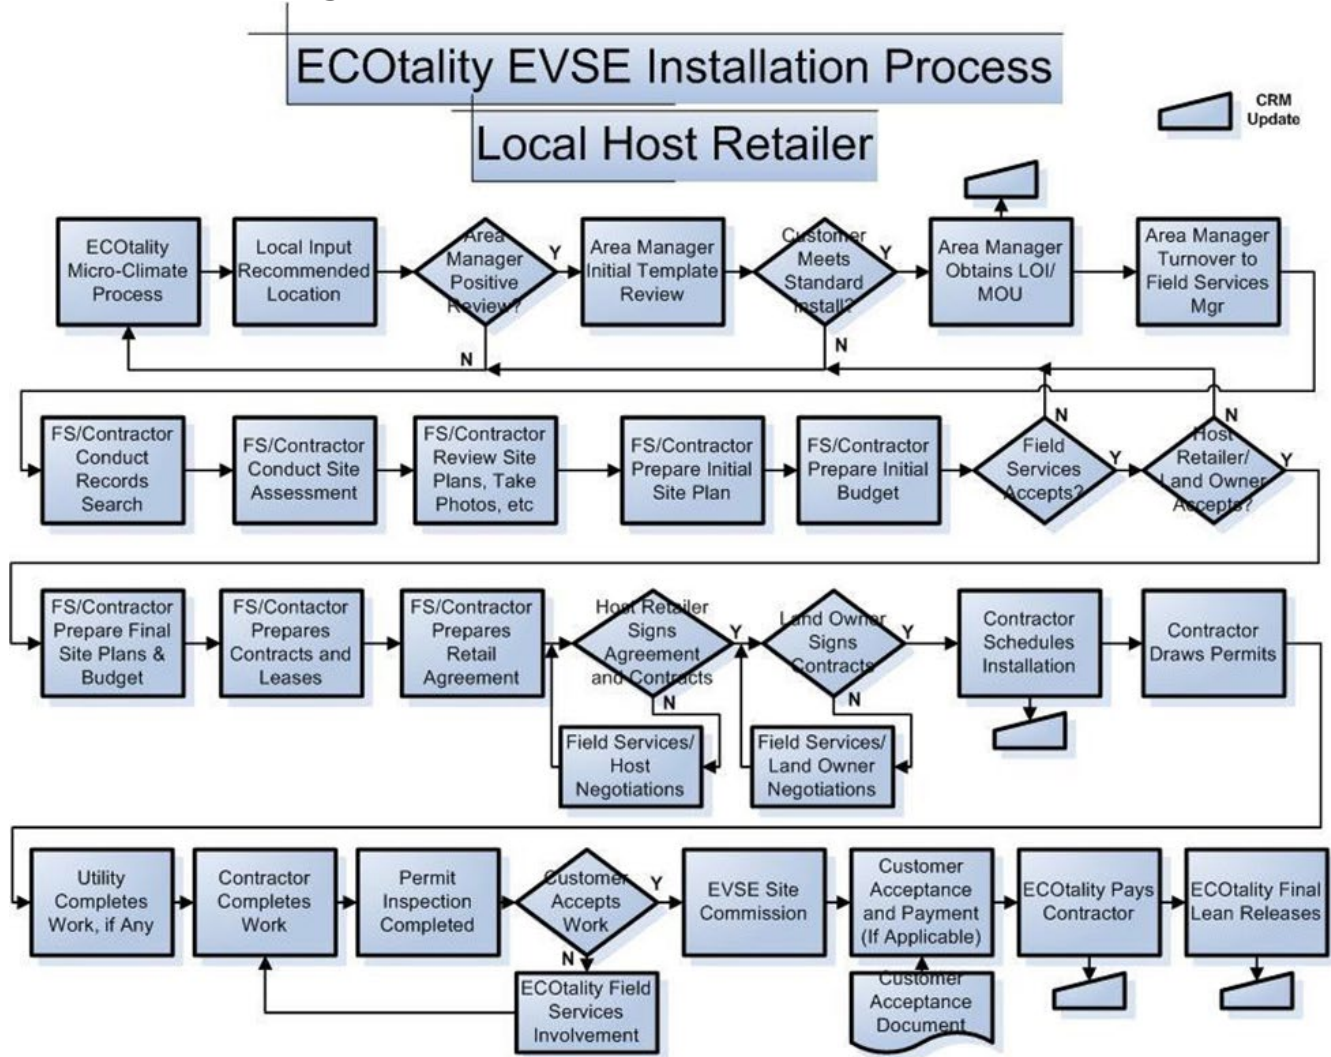 ECOtality EVSE Installation Process
Local Host Retailer
CRM
Update
ECOtality
Micro-Climate
Process
Local Input
Recommended
Location
Area
Manager
Positive
Review?
Y
N
Area Manager
Initial Template
Review
Customer
Meets
Standard
Install?
Y
N
Area Manager
Obtains LOI/
MOU
Area Manager
Turnover to
Field Services
Mgr
FS/Contractor
Conduct
Records
Search
FS/Contractor
Conduct Site
Assessment
FS/Contractor
Review Site
Plans, Take
Photos, etc
FS/Contractor
Prepare Initial
Site Plan
FS/Contractor
Prepare Initial
Budget
Field
Services
Accepts?
N
Y
Host
Retailer/
Land Owner
Accepts?
N
Y
FS/Contractor
Prepare Final
Site Plans &
Budget
FS/Contactor
Prepares
Contracts and
Leases
FS/Contractor
Prepares
Retail
Agreement
Host Retailer
Signs
Agreement
and Contracts
Y
N
Field Services/
Host
Negotiations
Land Owner
Signs
Contracts
Y
N
Field Services/
Land Owner
Negotiations
Contractor
Schedules
Installation
Contractor
Draws Permits
Utility
Completes
Work, if Any
Contractor
Completes
Work
Permit
Inspection
Completed
Customer
Accepts
Work
Y
N
ECOtality Field
Services
Involvement
EVSE Site
Commission
Customer
Acceptance
and Payment
(If Applicable)
Customer
Acceptance
Document
ECOtality Pays
Contractor
ECOtality Final
Lean Releases